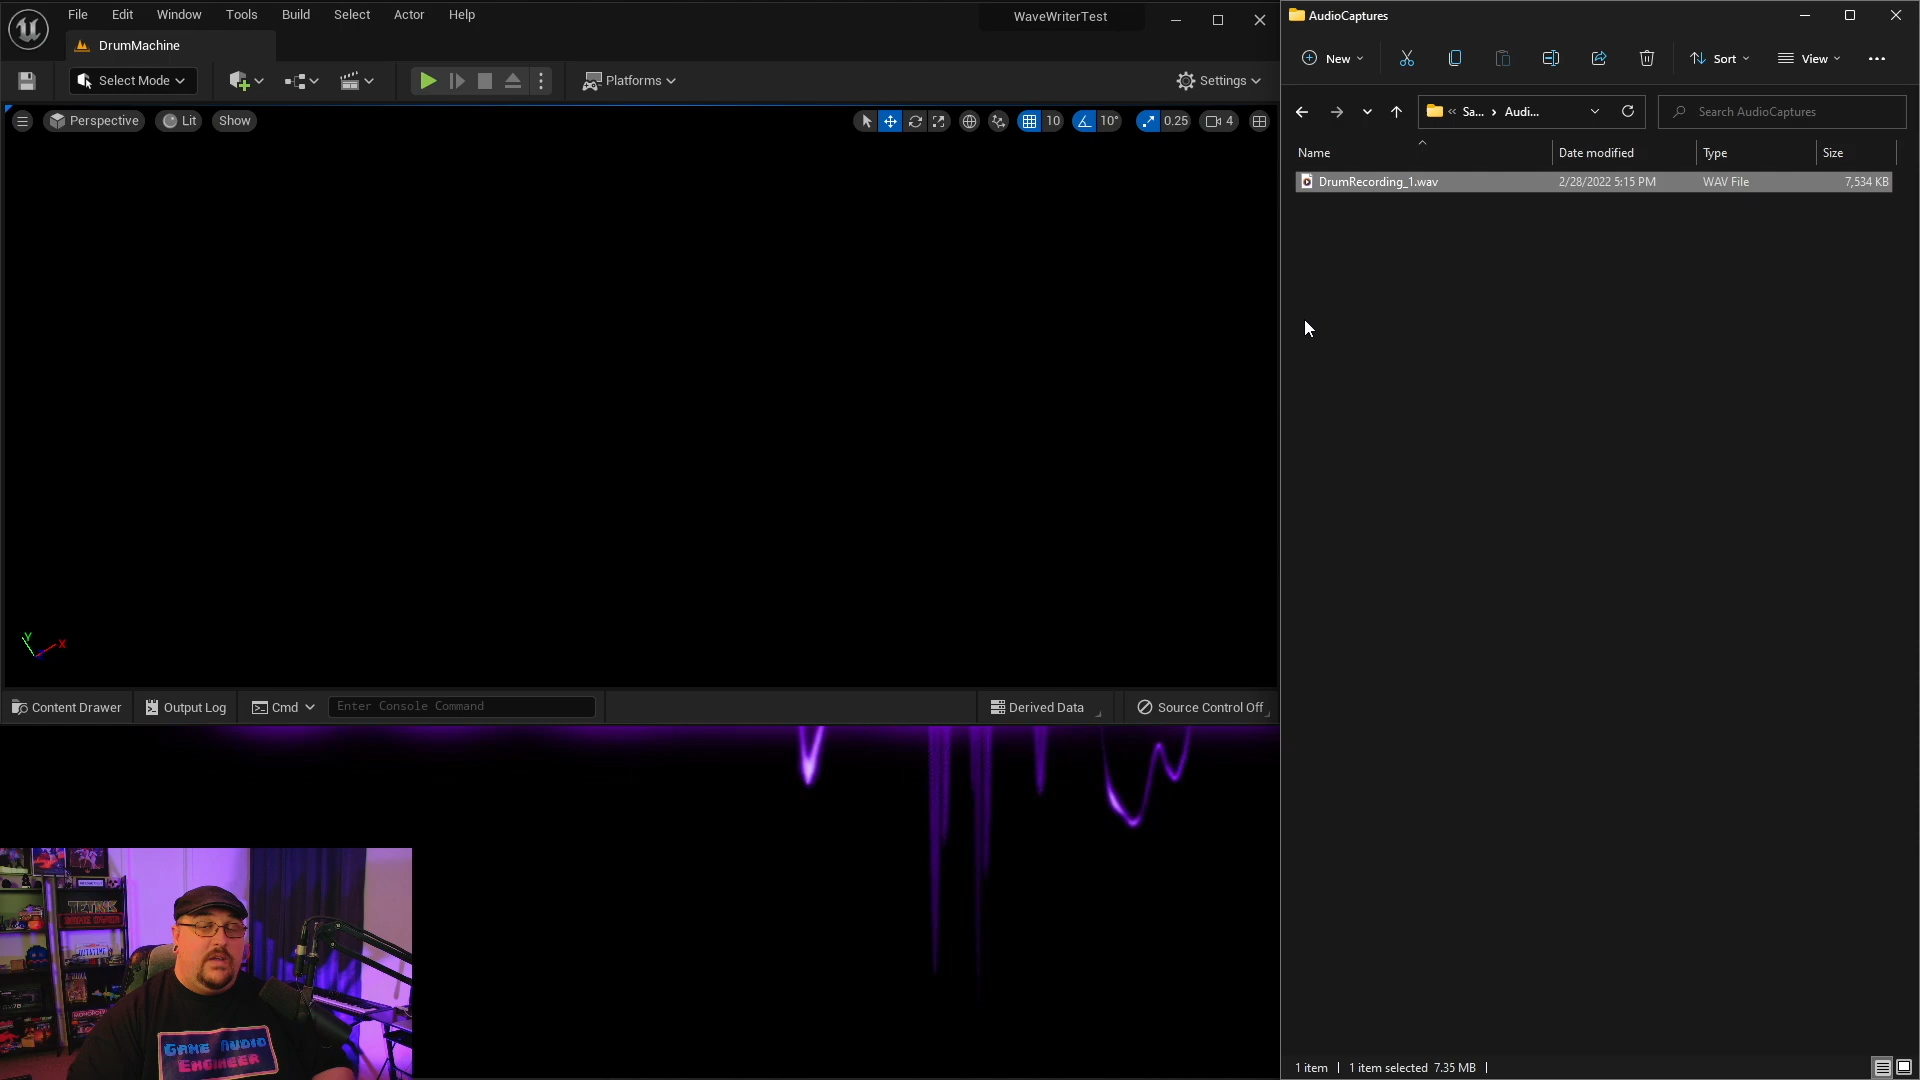 File Edit Window Tools Build Select Actor Help
WaveWriterTest
DrumMachine
Select Mode
Platforms
Settings
Perspective
Lit
Show
10
10°
0.25
4
Y
X
Content Drawer
Output Log
Cmd
Enter Console Command
Derived Data
Source Control Off
GAME AUDIO
ENGINEER
AudioCaptures
New
Sort
View
« Sa... › Audi...
Search AudioCaptures
Name Date modified Type Size
DrumRecording_1.wav 2/28/2022 5:15 PM WAV File 7,534 KB
1 item 1 item selected 7.35 MB